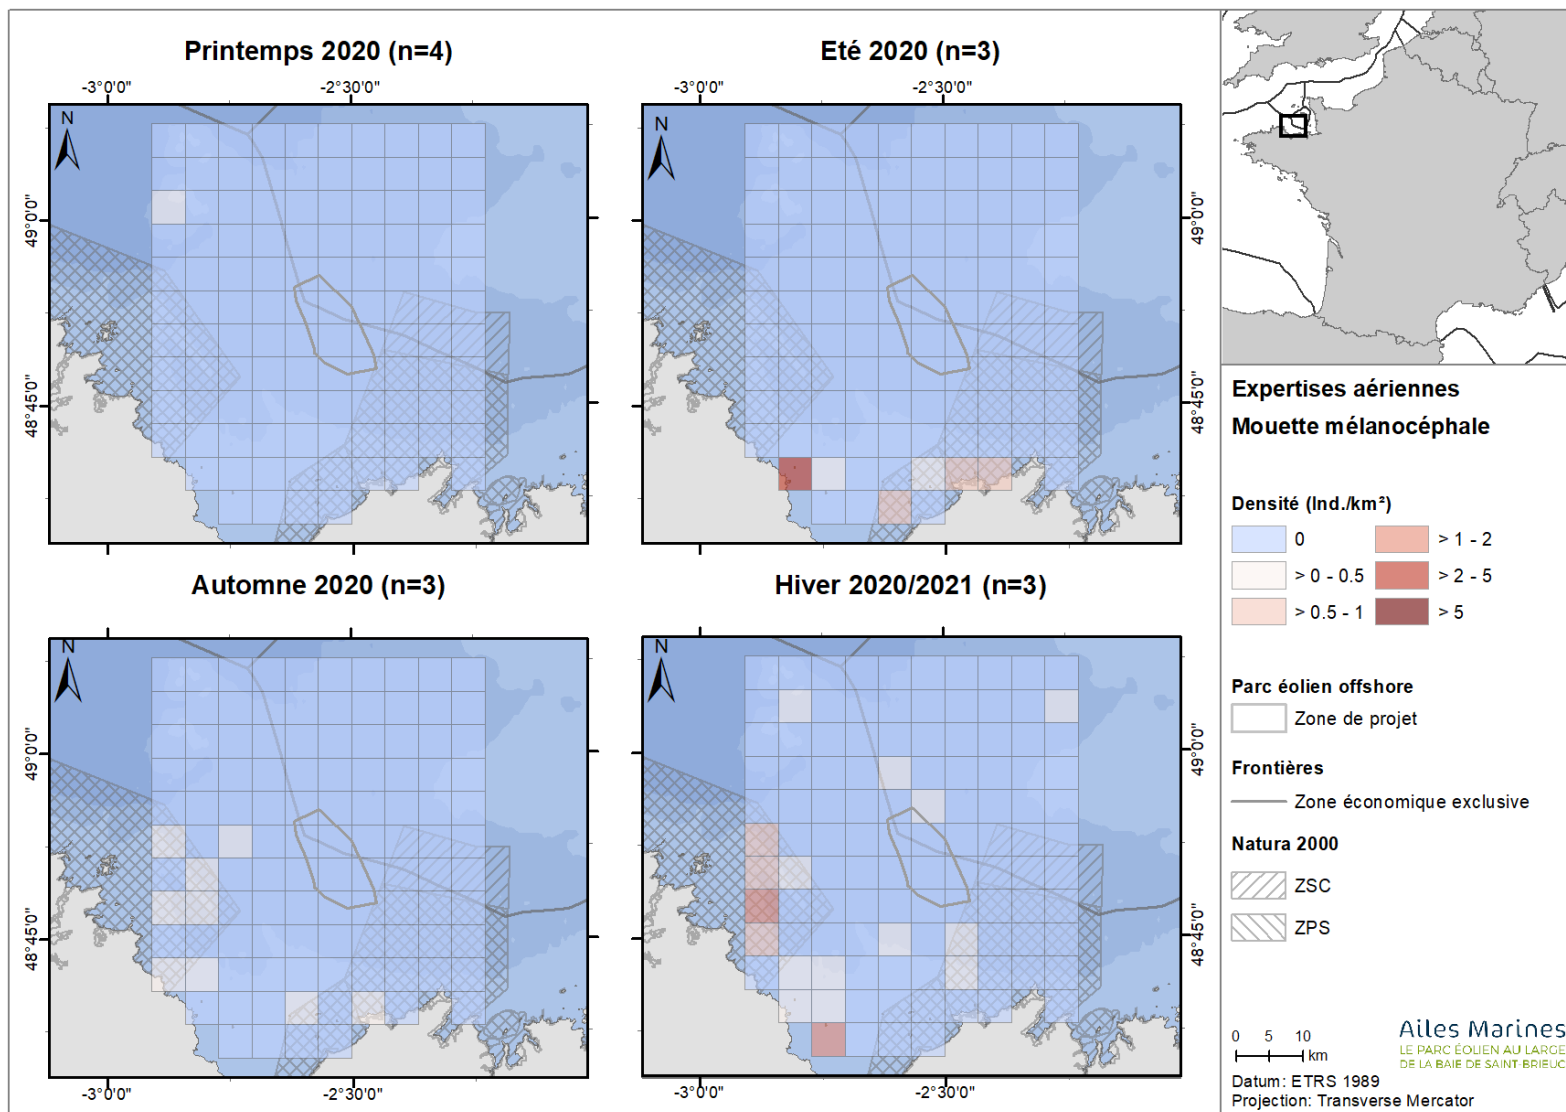 Printemps 2020 (n=4)
-3°0'0" -2°30'0"
N
49°0'0"
48°45'0"
Eté 2020 (n=3)
-3°0'0" -2°30'0"
N
49°0'0"
48°45'0"
Automne 2020 (n=3)
N
49°0'0"
48°45'0"
-3°0'0" -2°30'0"
Hiver 2020/2021 (n=3)
N
49°0'0"
48°45'0"
-3°0'0" -2°30'0"
Expertises aériennes
Mouette mélanocéphale
Densité (Ind./km²)
0 > 1 - 2
> 0 - 0.5 > 2 - 5
> 0.5 - 1 > 5
Parc éolien offshore
Zone de projet
Frontières
Zone économique exclusive
Natura 2000
ZSC
ZPS
0 5 10
km
Ailes Marines
LE PARC ÉOLIEN AU LARGE
DE LA BAIE DE SAINT-BRIEUC
Datum: ETRS 1989
Projection: Transverse Mercator